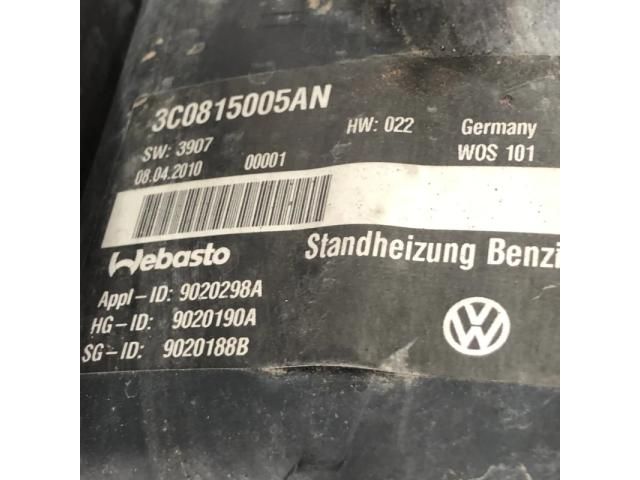 3C0815005AN
HW: 022 Germany
SW: 3907 WOS 101
08.04.2010 00001
Webasto Standheizung Benzi
Appl-ID: 9020298A
HG-ID: 9020190A
SG-ID: 9020188B